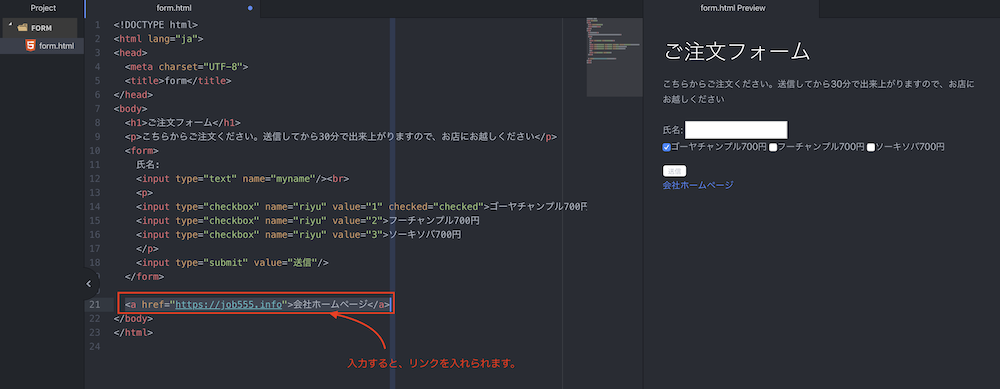 Project
form.html
form.html Preview
FORM
form.html
1 <!DOCTYPE html>
2 <html lang="ja">
3 <head>
4 <meta charset="UTF-8">
5 <title>form</title>
6 </head>
7 <body>
8 <h1>ご注文フォーム</h1>
9 <p>こちらからご注文ください。送信してから30分で出来上がりますので、お店にお越しください</p>
10 <form>
11 氏名:
12 <input type="text" name="myname"/><br>
13 <p>
14 <input type="checkbox" name="riyu" value="1" checked="checked">ゴーヤチャンプル700円
15 <input type="checkbox" name="riyu" value="2">フーチャンプル700円
16 <input type="checkbox" name="riyu" value="3">ソーキソバ700円
17 </p>
18 <input type="submit" value="送信"/>
19 </form>
20
21 <a href="https://job555.info">会社ホームページ</a>
22 </body>
23 </html>
24
入力すると、リンクを入れられます。
ご注文フォーム
こちらからご注文ください。送信してから30分で出来上がりますので、お店に
お越しください
氏名:
ゴーヤチャンプル700円 フーチャンプル700円 ソーキソバ700円
送信
会社ホームページ